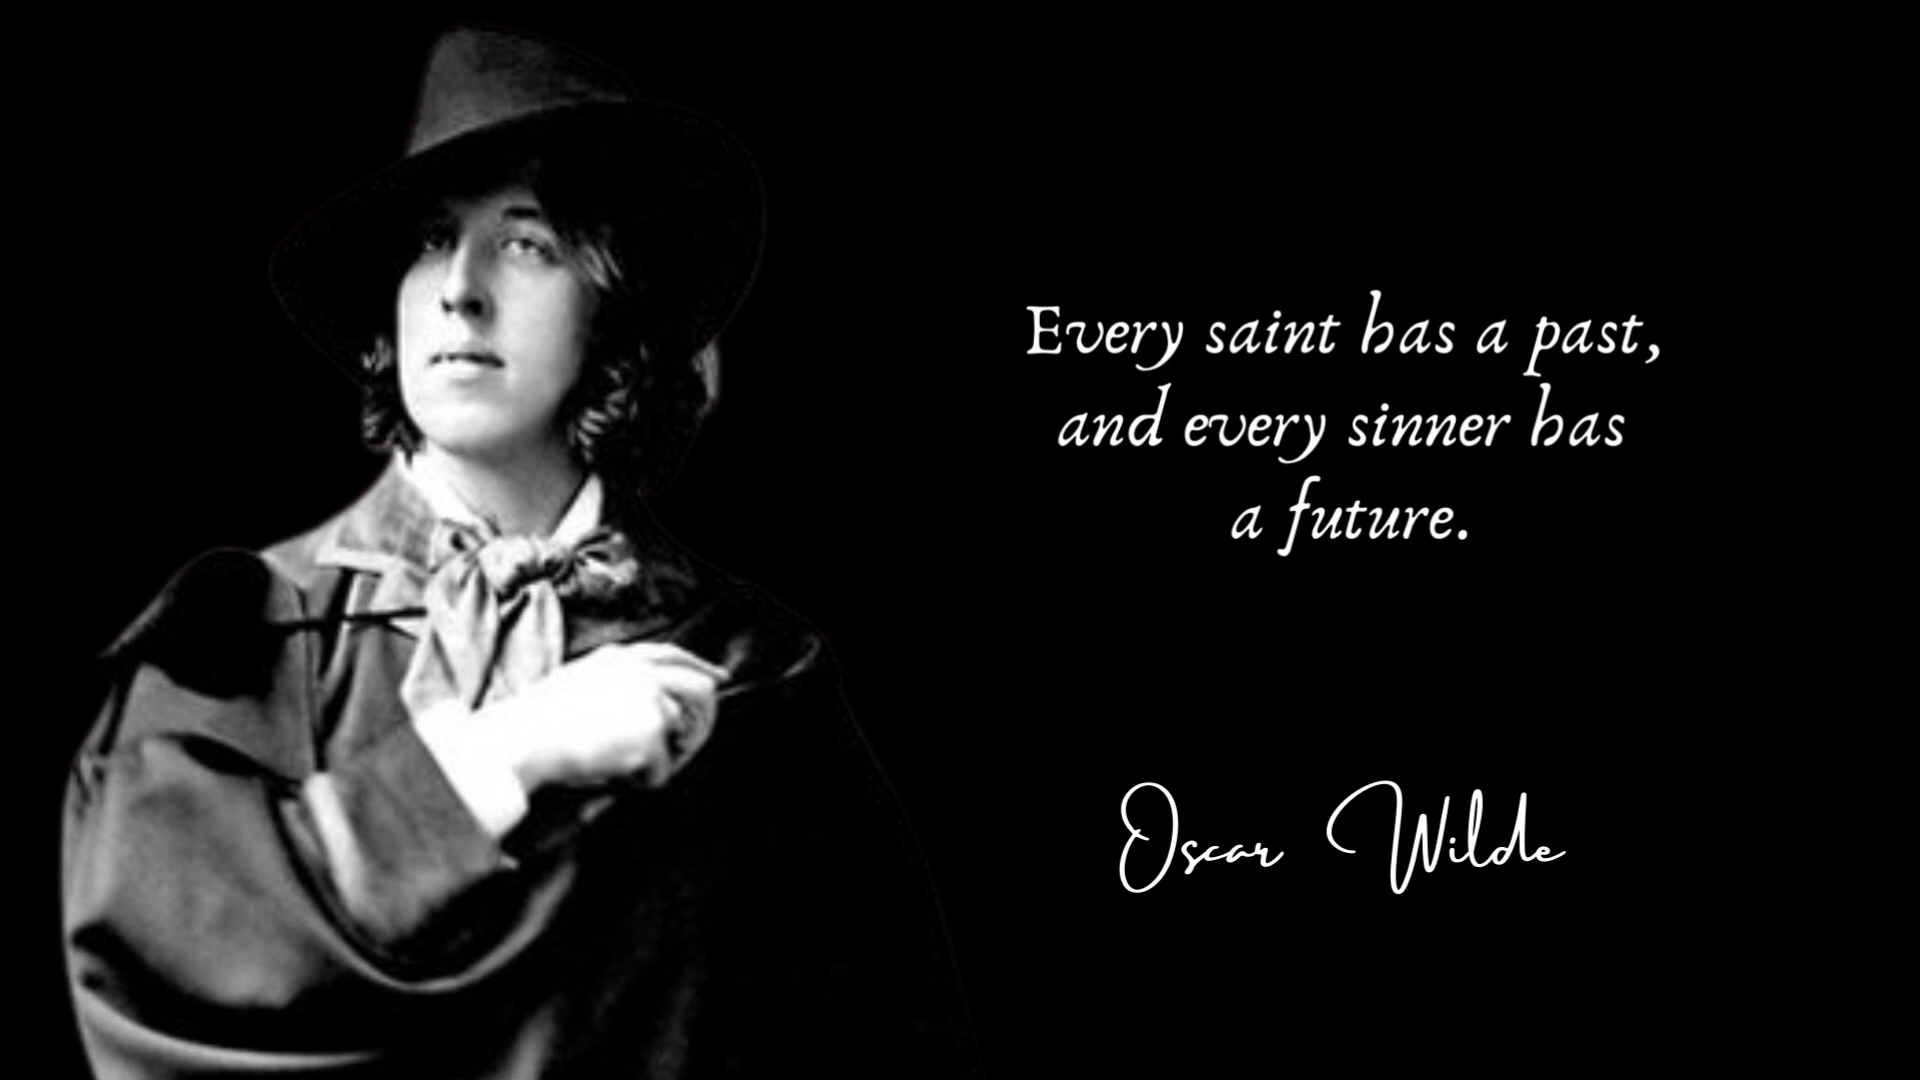 Every saint has a past,
and every sinner has
a future.
Oscar Wilde